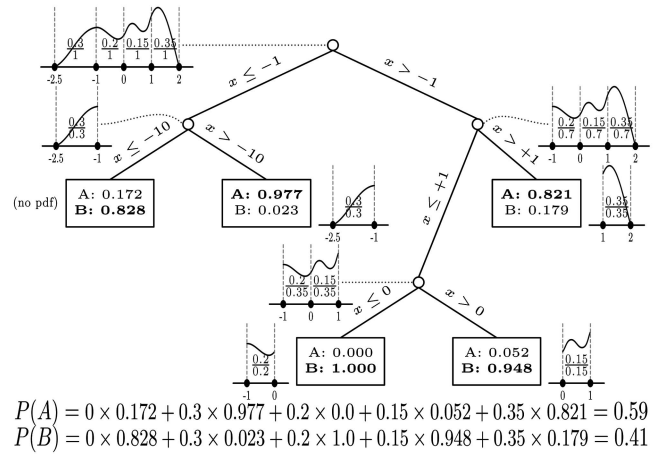 0.3/1 0.2/1 0.15/1 0.35/1
-2.5 -1 0 1 2
x ≤ −1
x > −1
0.3/0.3
-2.5 -1
x ≤ −10
x > −10
0.2/0.7 0.15/0.7 0.35/0.7
-1 0 1 2
x ≤ +1
x > +1
(no pdf)
A: 0.172
B: 0.828
A: 0.977
B: 0.023
0.3/0.3
-2.5 -1
A: 0.821
B: 0.179
0.35/0.35
1 2
0.2/0.35 0.15/0.35
-1 0 1
x ≤ 0
x > 0
0.2/0.2
-1 0
A: 0.000
B: 1.000
A: 0.052
B: 0.948
0.15/0.15
0 1
P(A) = 0 × 0.172 + 0.3 × 0.977 + 0.2 × 0.0 + 0.15 × 0.052 + 0.35 × 0.821 = 0.59
P(B) = 0 × 0.828 + 0.3 × 0.023 + 0.2 × 1.0 + 0.15 × 0.948 + 0.35 × 0.179 = 0.41